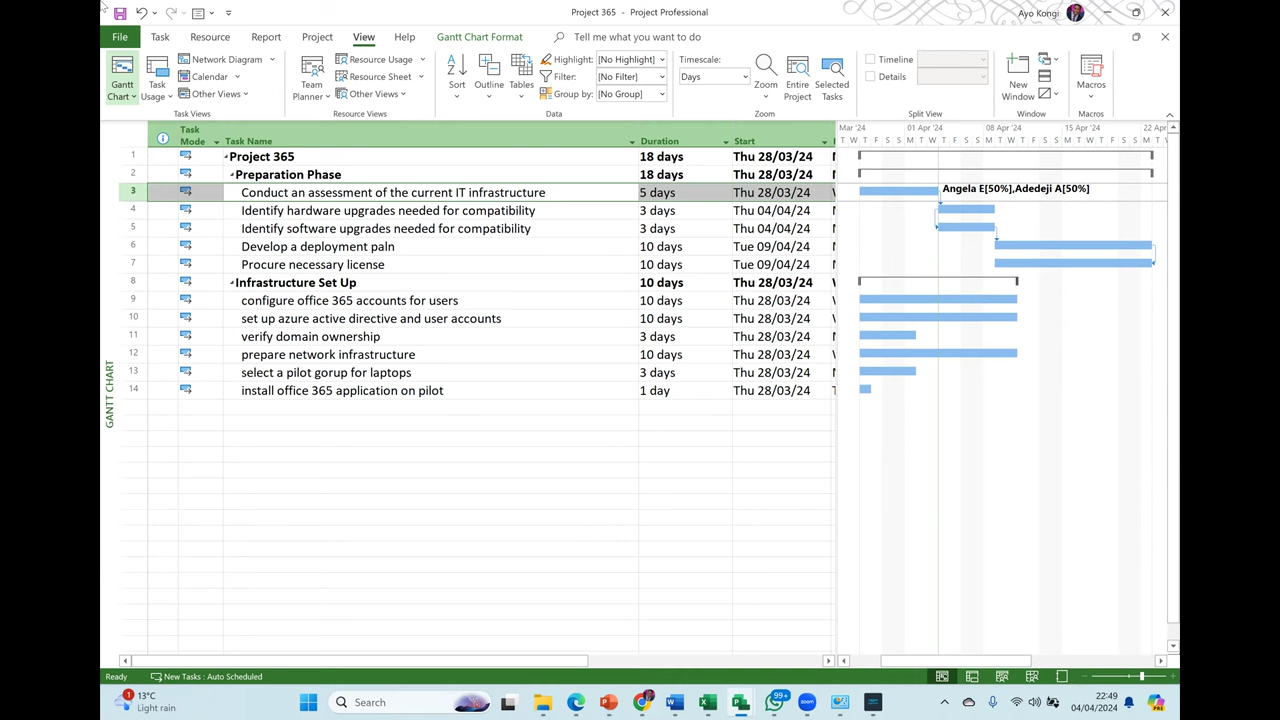 Project 365 - Project Professional
Ayo Kongi
File Task Resource Report Project View Help Gantt Chart Format Tell me what you want to do
Gantt Chart
Task Usage
Network Diagram
Calendar
Other Views
Task Views
Team Planner
Resource Usage
Resource Sheet
Other Views
Resource Views
Sort
Outline
Tables
Highlight: [No Highlight]
Filter: [No Filter]
Group by: [No Group]
Data
Timescale:
Days
Zoom
Entire Project
Selected Tasks
Zoom
Timeline
Details
Split View
New Window
Window
Macros
Macros
Task Mode Task Name Duration Start
Mar '24 01 Apr '24 08 Apr '24 15 Apr '24 22 Apr
T W T F S S M T W T F S S M T W T F S S M T W T F S S M T W
1 Project 365 18 days Thu 28/03/24
2 Preparation Phase 18 days Thu 28/03/24
3 Conduct an assessment of the current IT infrastructure 5 days Thu 28/03/24 Angela E[50%],Adedeji A[50%]
4 Identify hardware upgrades needed for compatibility 3 days Thu 04/04/24
5 Identify software upgrades needed for compatibility 3 days Thu 04/04/24
6 Develop a deployment paln 10 days Tue 09/04/24
7 Procure necessary license 10 days Tue 09/04/24
8 Infrastructure Set Up 10 days Thu 28/03/24
9 configure office 365 accounts for users 10 days Thu 28/03/24
10 set up azure active directive and user accounts 10 days Thu 28/03/24
11 verify domain ownership 3 days Thu 28/03/24
12 prepare network infrastructure 10 days Thu 28/03/24
13 select a pilot gorup for laptops 3 days Thu 28/03/24
14 install office 365 application on pilot 1 day Thu 28/03/24
GANTT CHART
Ready New Tasks : Auto Scheduled
1 13°C
Light rain
Search
99+
22:49
04/04/2024